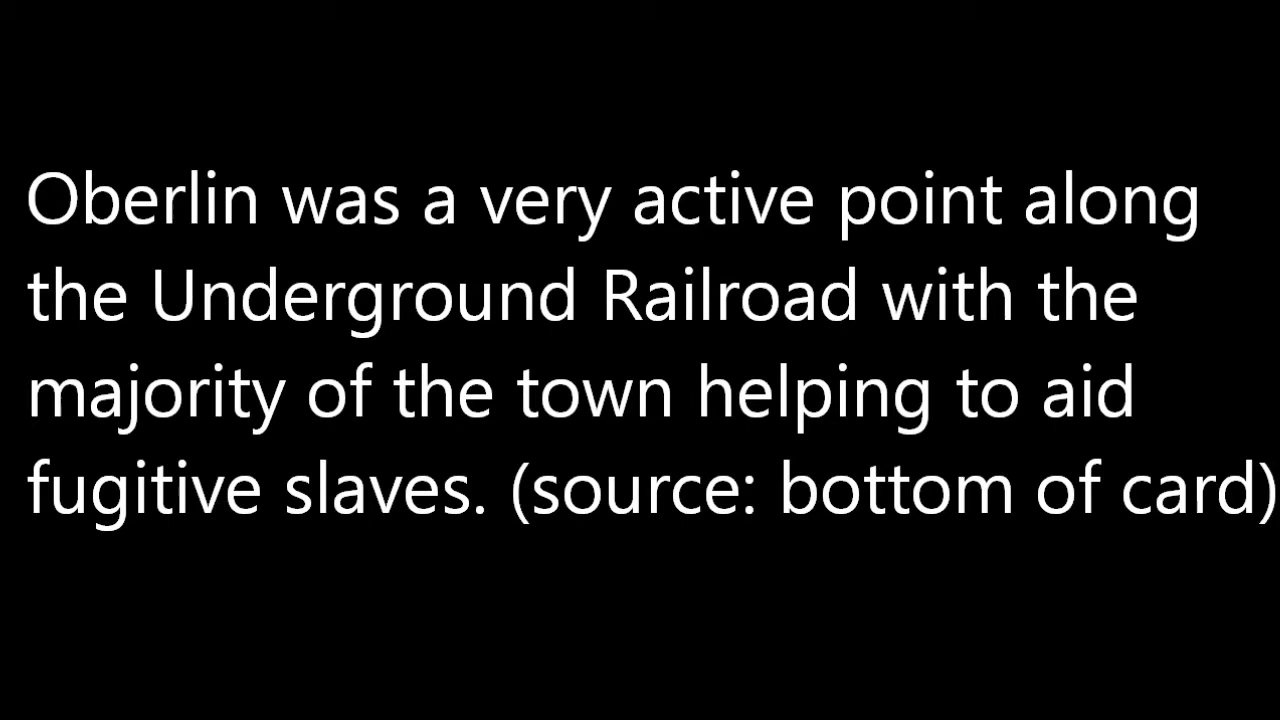 Oberlin was a very active point along
the Underground Railroad with the
majority of the town helping to aid
fugitive slaves. (source: bottom of card)